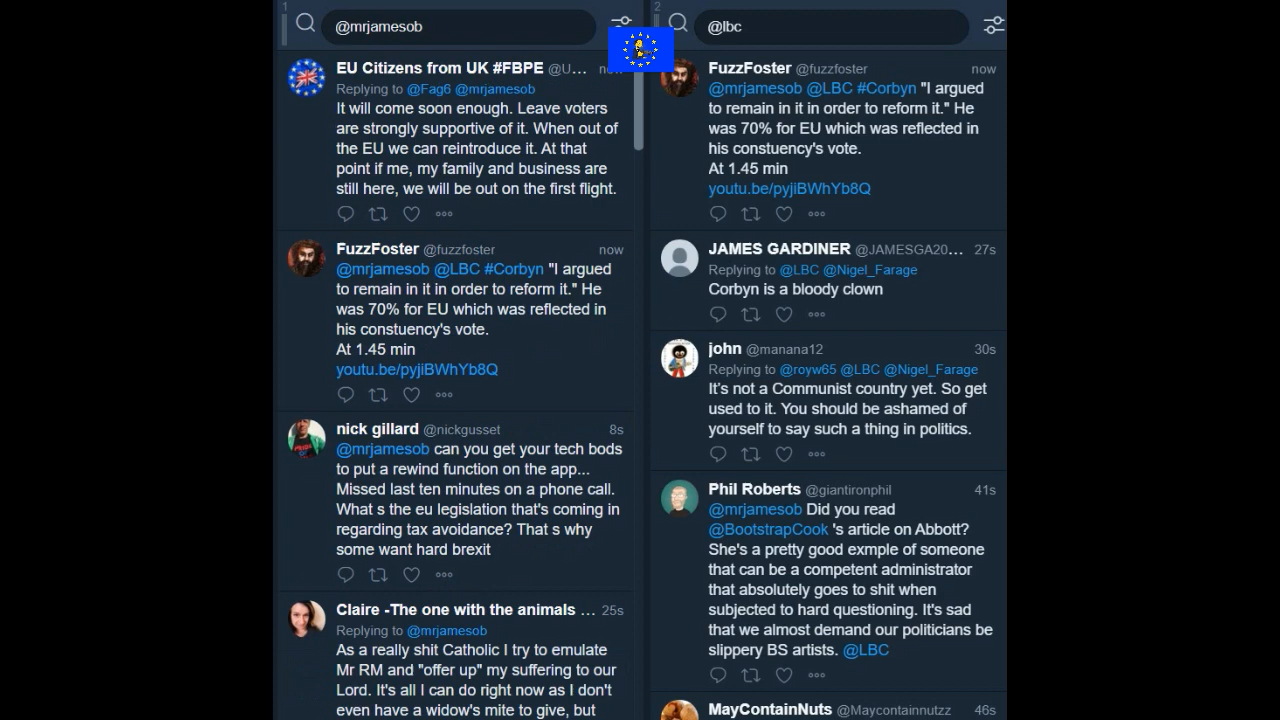 1
@mrjamesob
EU Citizens from UK #FBPE @U... now
Replying to @Fag6 @mrjamesob
It will come soon enough. Leave voters
are strongly supportive of it. When out of
the EU we can reintroduce it. At that
point if me, my family and business are
still here, we will be out on the first flight.
FuzzFoster @fuzzfoster now
@mrjamesob @LBC #Corbyn "I argued
to remain in it in order to reform it." He
was 70% for EU which was reflected in
his constuency's vote.
At 1.45 min
youtu.be/pyjiBWhYb8Q
nick gillard @nickgusset 8s
@mrjamesob can you get your tech bods
to put a rewind function on the app...
Missed last ten minutes on a phone call.
What s the eu legislation that's coming in
regarding tax avoidance? That s why
some want hard brexit
Claire -The one with the animals ... 25s
Replying to @mrjamesob
As a really shit Catholic I try to emulate
Mr RM and "offer up" my suffering to our
Lord. It's all I can do right now as I don't
even have a widow's mite to give, but
2
@lbc
FuzzFoster @fuzzfoster now
@mrjamesob @LBC #Corbyn "I argued
to remain in it in order to reform it." He
was 70% for EU which was reflected in
his constuency's vote.
At 1.45 min
youtu.be/pyjiBWhYb8Q
JAMES GARDINER @JAMESGA20... 27s
Replying to @LBC @Nigel_Farage
Corbyn is a bloody clown
john @manana12 30s
Replying to @royw65 @LBC @Nigel_Farage
It's not a Communist country yet. So get
used to it. You should be ashamed of
yourself to say such a thing in politics.
Phil Roberts @giantironphil 41s
@mrjamesob Did you read
@BootstrapCook 's article on Abbott?
She's a pretty good exmple of someone
that can be a competent administrator
that absolutely goes to shit when
subjected to hard questioning. It's sad
that we almost demand our politicians be
slippery BS artists. @LBC
MayContainNuts @Maycontainnutzz 46s